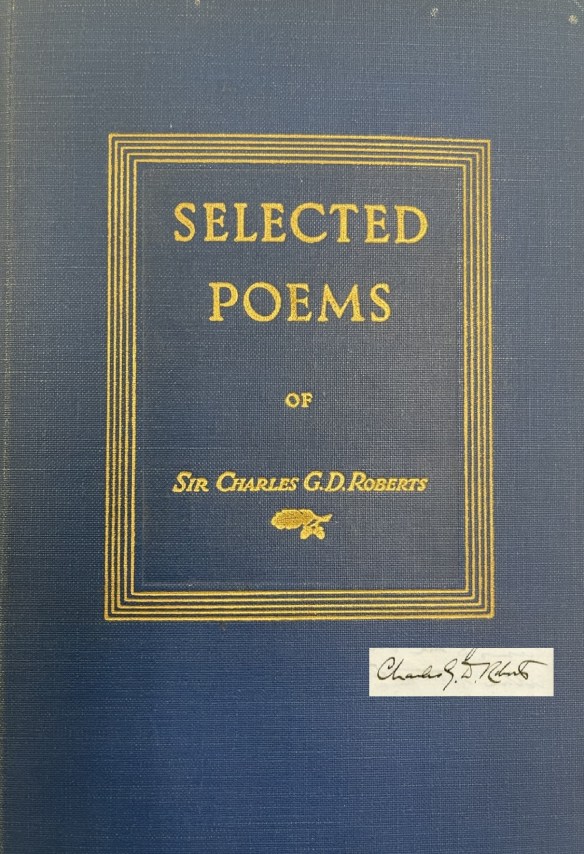 SELECTED
POEMS
OF
SIR CHARLES G.D. ROBERTS
Charles G. D. Roberts